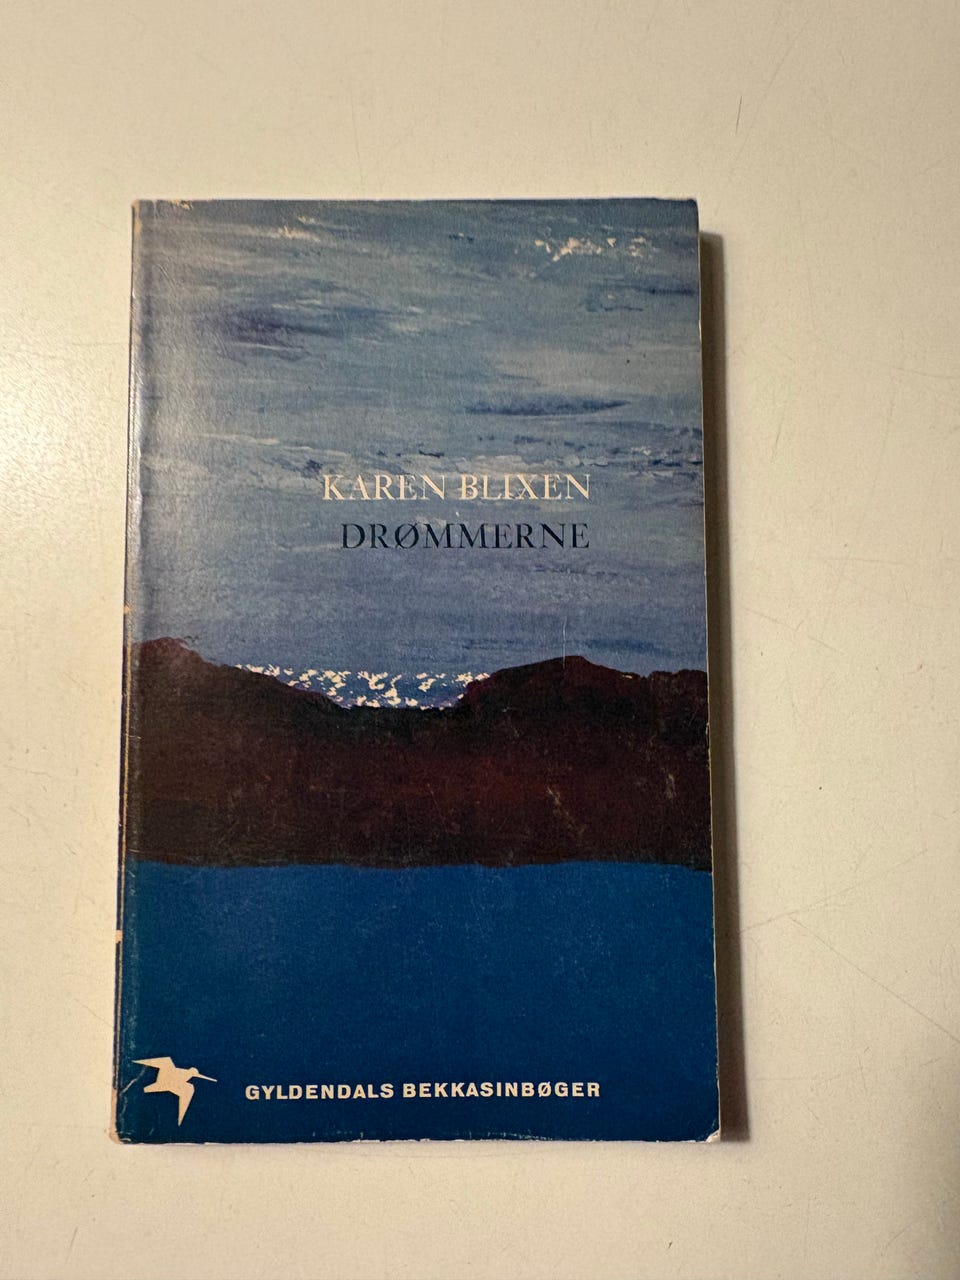 KAREN BLIXEN
DRØMMERNE
GYLDENDALS BEKKASINBØGER